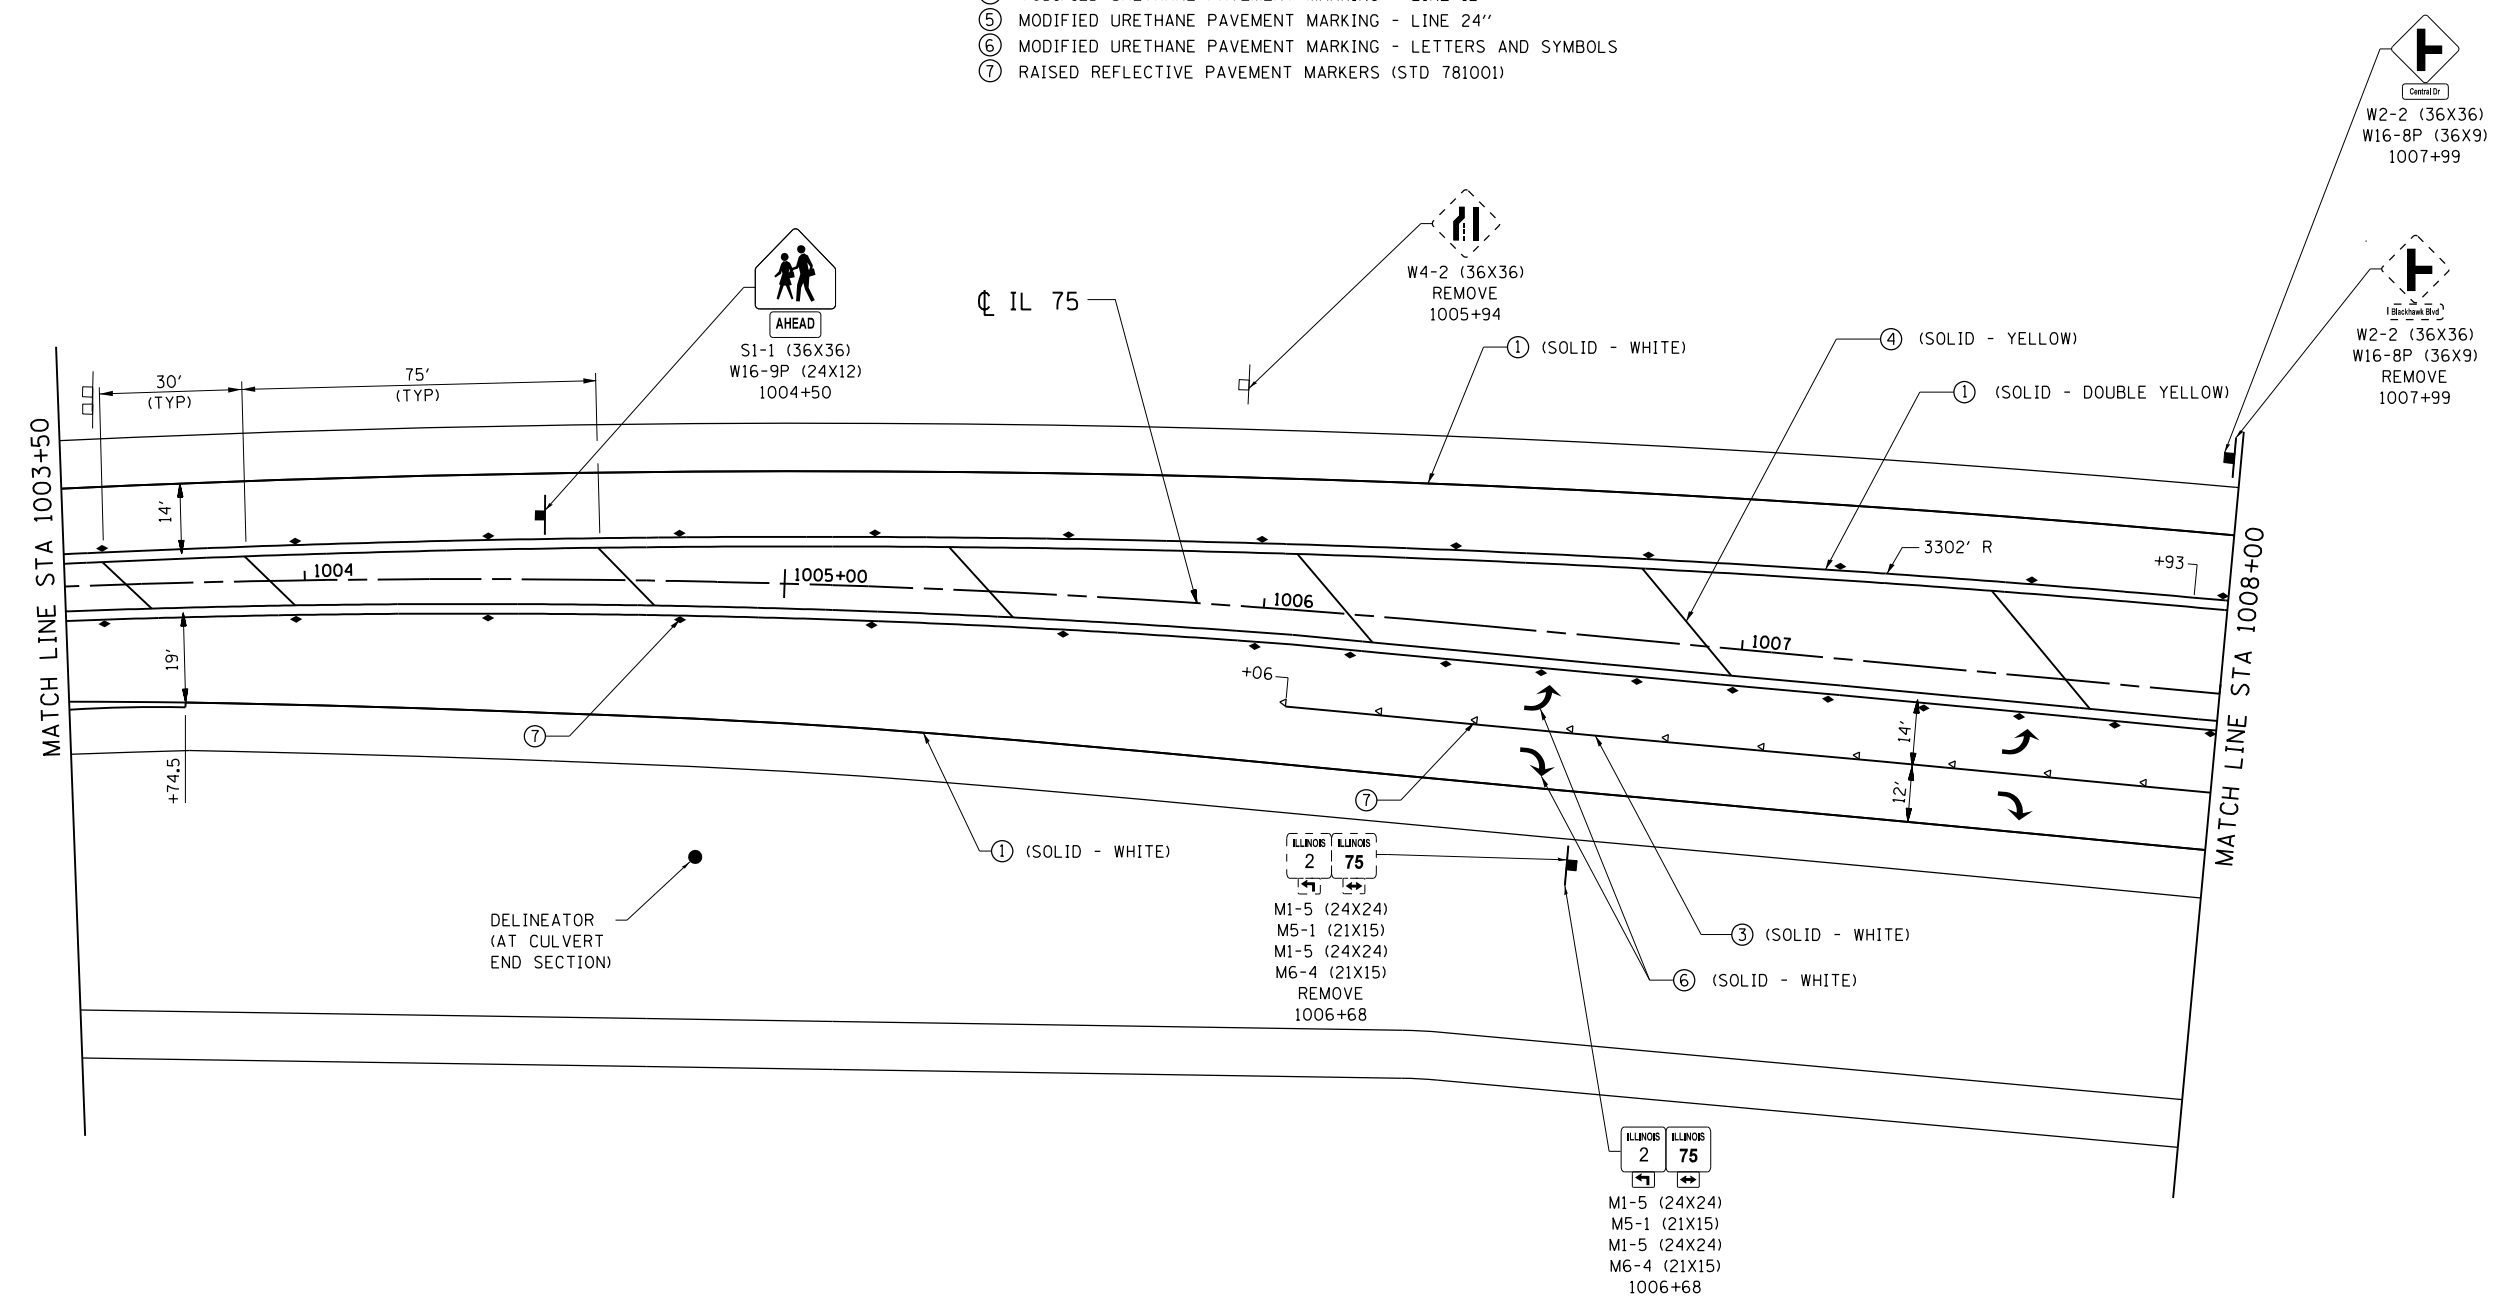 ⑤ MODIFIED URETHANE PAVEMENT MARKING - LINE 24''
⑥ MODIFIED URETHANE PAVEMENT MARKING - LETTERS AND SYMBOLS
⑦ RAISED REFLECTIVE PAVEMENT MARKERS (STD 781001)
Central Dr
W2-2 (36X36)
W16-8P (36X9)
1007+99
Blackhawk Blvd
W2-2 (36X36)
W16-8P (36X9)
REMOVE
1007+99
W4-2 (36X36)
REMOVE
1005+94
AHEAD
S1-1 (36X36)
W16-9P (24X12)
1004+50
℄ IL 75
① (SOLID - WHITE)
④ (SOLID - YELLOW)
① (SOLID - DOUBLE YELLOW)
30'
(TYP)
75'
(TYP)
MATCH LINE STA 1003+50
14'
3302' R
+93
1004
1005+00
1006
1007
MATCH LINE STA 1008+00
19'
+06
⑦
+74.5
14'
12'
⑦
① (SOLID - WHITE)
DELINEATOR
(AT CULVERT
END SECTION)
ILLINOIS
2
ILLINOIS
75
M1-5 (24X24)
M5-1 (21X15)
M1-5 (24X24)
M6-4 (21X15)
REMOVE
1006+68
③ (SOLID - WHITE)
⑥ (SOLID - WHITE)
ILLINOIS
2
ILLINOIS
75
M1-5 (24X24)
M5-1 (21X15)
M1-5 (24X24)
M6-4 (21X15)
1006+68